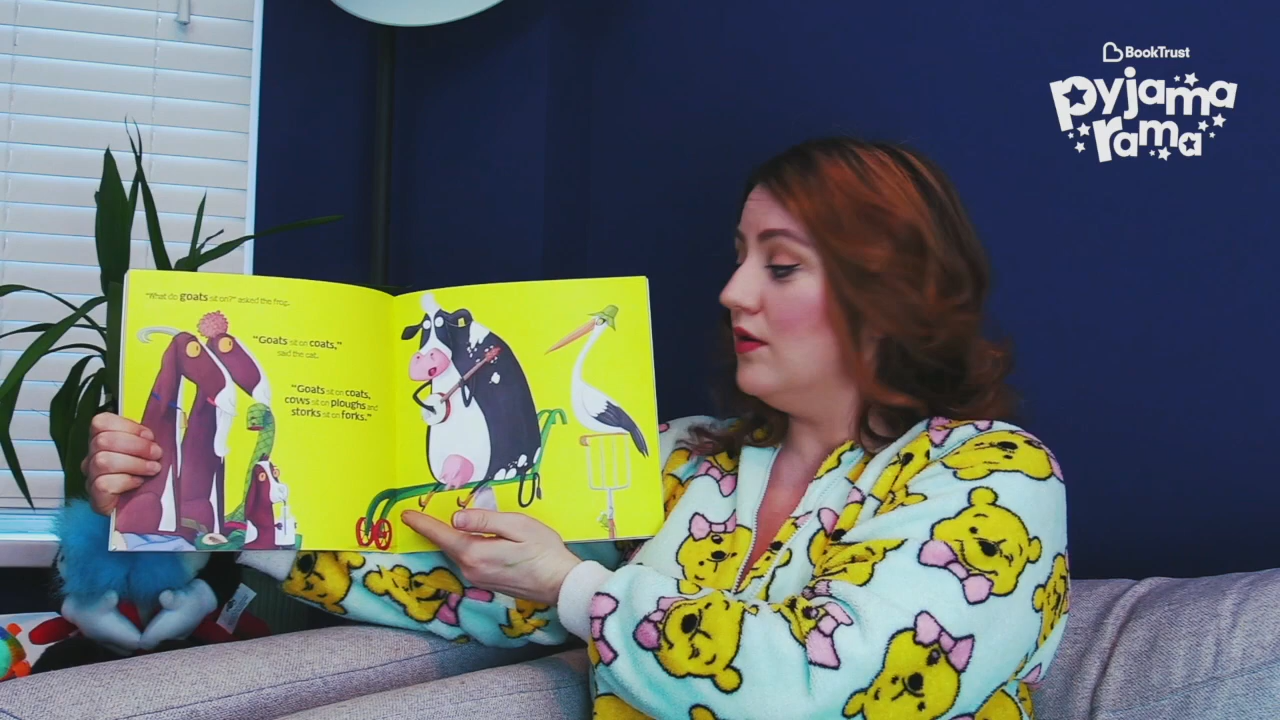 BookTrust
pyjama
rama
"What do goats sit on?" asked the frog.
"Goats sit on coats,"
said the cat.
"Goats sit on coats,
cows sit on ploughs and
storks sit on forks."